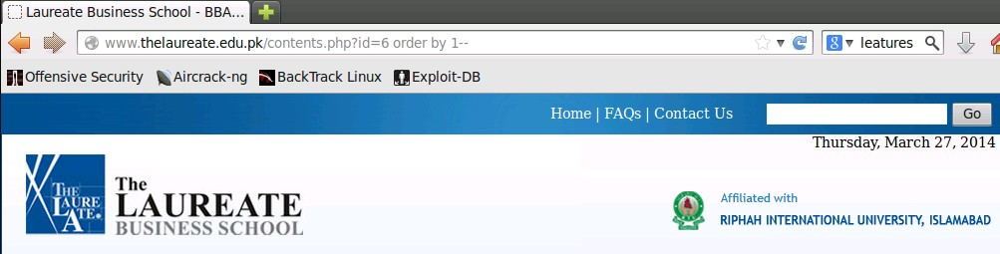 Laureate Business School - BBA...
www.thelaureate.edu.pk/contents.php?id=6 order by 1--
8 leatures
Offensive Security Aircrack-ng BackTrack Linux Exploit-DB
Home | FAQs | Contact Us Go
Thursday, March 27, 2014
THE LAURE ATE.
The
LAUREATE
BUSINESS SCHOOL
Affiliated with
RIPHAH INTERNATIONAL UNIVERSITY, ISLAMABAD